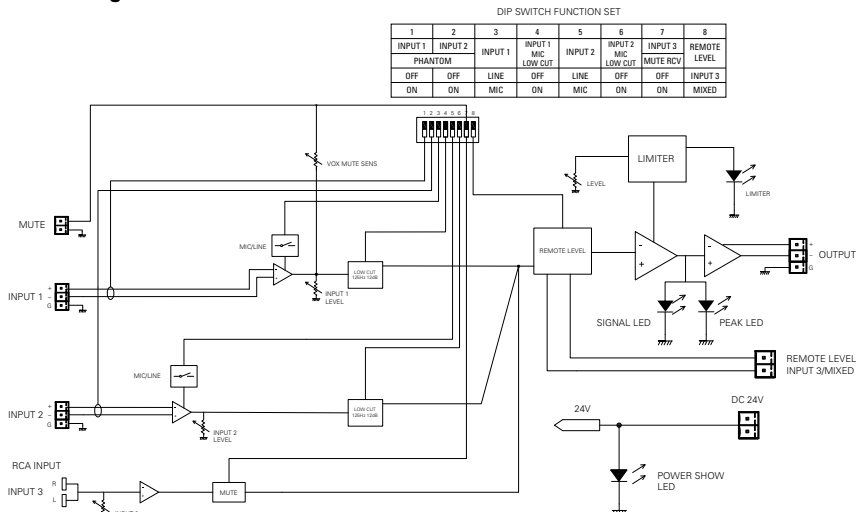 DIP SWITCH FUNCTION SET
1 2 3 4 5 6 7 8
INPUT 1 INPUT 2 INPUT 1 INPUT 1 MIC LOW CUT INPUT 2 INPUT 2 MIC LOW CUT INPUT 3 REMOTE LEVEL
PHANTOM MUTE RCV
OFF OFF LINE OFF LINE OFF OFF INPUT 3
ON ON MIC ON MIC ON ON MIXED
1 2 3 4 5 6 7 8
VOX MUTE SENS
LIMITER
LEVEL
LIMITER
MUTE
MIC/LINE
REMOTE LEVEL
- +
- +
+
-
G
OUTPUT
LOW CUT
125Hz 12dB
INPUT 1
+
-
G
INPUT 1
LEVEL
SIGNAL LED
PEAK LED
REMOTE LEVEL
INPUT 3/MIXED
MIC/LINE
LOW CUT
125Hz 12dB
INPUT 2
+
-
G
INPUT 2
LEVEL
24V
DC 24V
RCA INPUT
INPUT 3
R
L
MUTE
POWER SHOW
LED